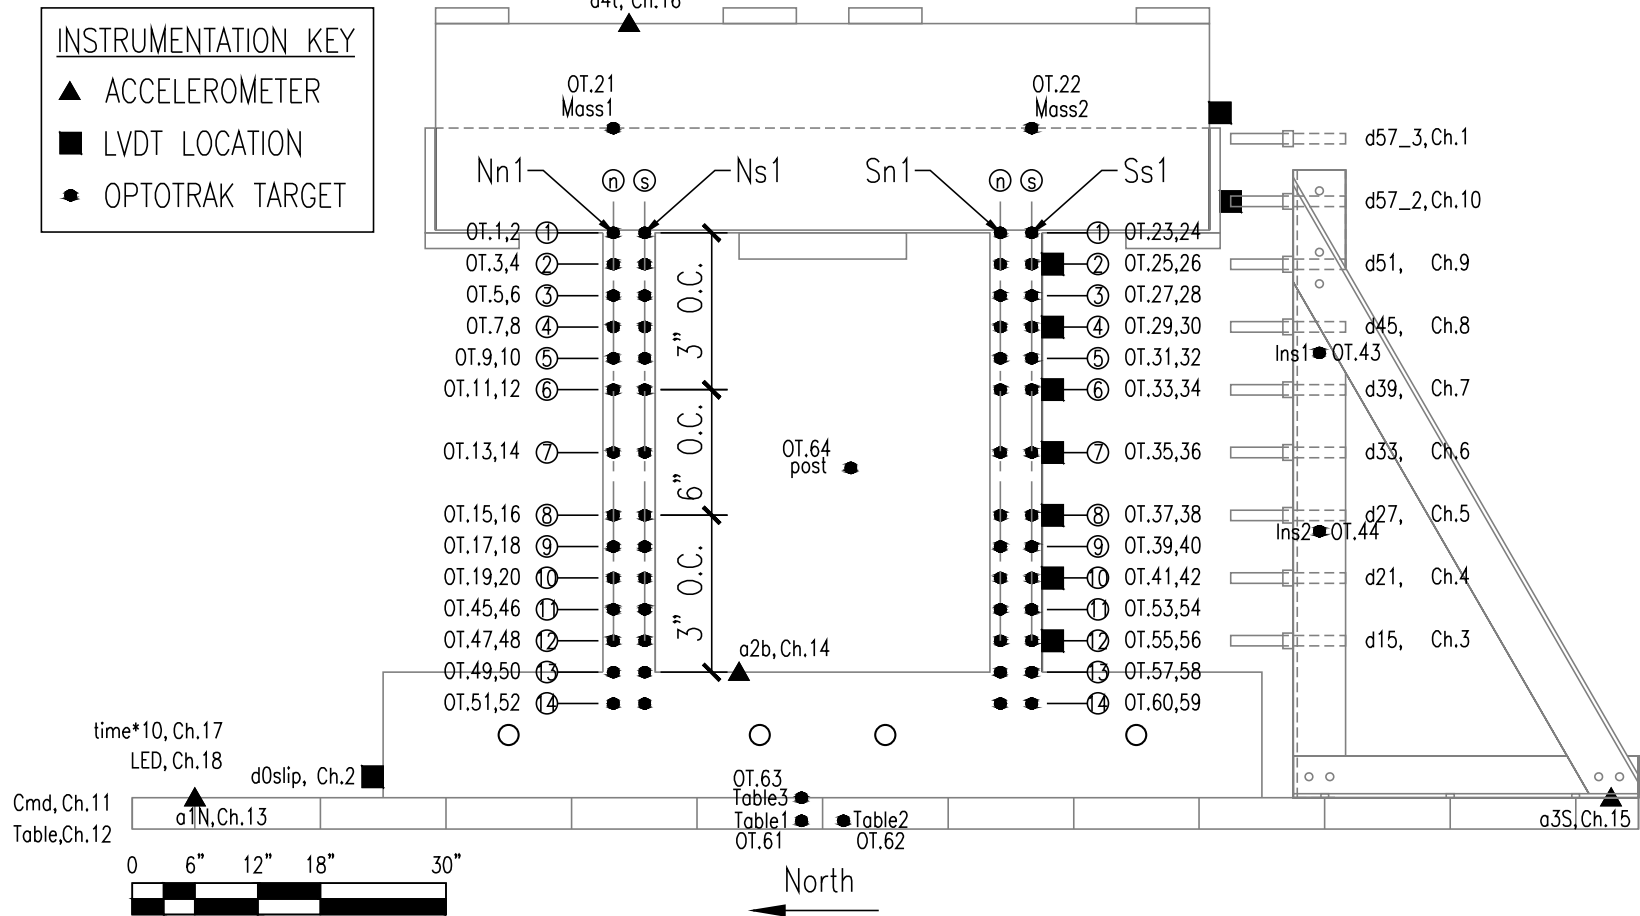 a4t, Ch.16
INSTRUMENTATION KEY
ACCELEROMETER
LVDT LOCATION
OPTOTRAK TARGET
OT.21
Mass1
OT.22
Mass2
Nn1
n
s
Ns1
Sn1
n
s
Ss1
d57_3,Ch.1
d57_2,Ch.10
OT.1,2 1
1 OT.23,24
OT.3,4 2
2 OT.25,26
d51, Ch.9
OT.5,6 3
3 OT.27,28
OT.7,8 4
4 OT.29,30
d45, Ch.8
Ins1 OT.43
OT.9,10 5
5 OT.31,32
OT.11,12 6
6 OT.33,34
d39, Ch.7
3" O.C.
OT.13,14 7
7 OT.35,36
d33, Ch.6
OT.64
post
6" O.C.
OT.15,16 8
8 OT.37,38
d27, Ch.5
Ins2 OT.44
OT.17,18 9
9 OT.39,40
OT.19,20 10
10 OT.41,42
d21, Ch.4
OT.45,46 11
11 OT.53,54
3" O.C.
OT.47,48 12
12 OT.55,56
d15, Ch.3
a2b,Ch.14
OT.49,50 13
13 OT.57,58
OT.51,52 14
14 OT.60,59
time*10,Ch.17
LED,Ch.18
d0slip, Ch.2
Cmd,Ch.11
a1N,Ch.13
Table,Ch.12
OT.63
Table3
Table1
OT.61
Table2
OT.62
a3S,Ch.15
0 6" 12" 18" 30"
North